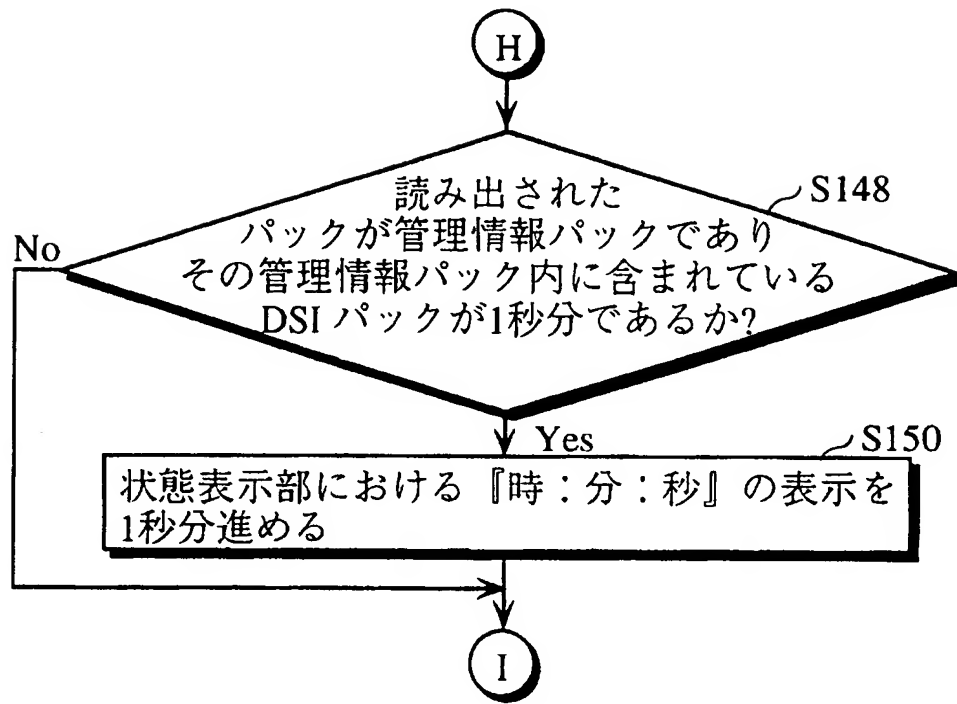 H
読み出された
パックが管理情報パックであり
その管理情報パック内に含まれている
DSI パックが1秒分であるか?
S148
No
Yes
S150
状態表示部における『時:分:秒』の表示を
1秒分進める
I